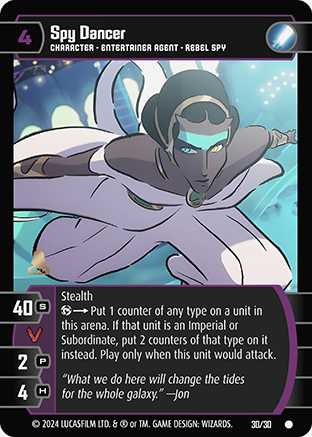 4 Spy Dancer
CHARACTER - ENTERTAINER AGENT - REBEL SPY
40 S
V
2 P
4 H
Stealth
→ Put 1 counter of any type on a unit in
this arena. If that unit is an Imperial or
Subordinate, put 2 counters of that type on it
instead. Play only when this unit would attack.
“What we do here will change the tides
for the whole galaxy.” —Jon
© 2024 LUCASFILM LTD. & ® or TM. GAME DESIGN: WIZARDS. 30/30